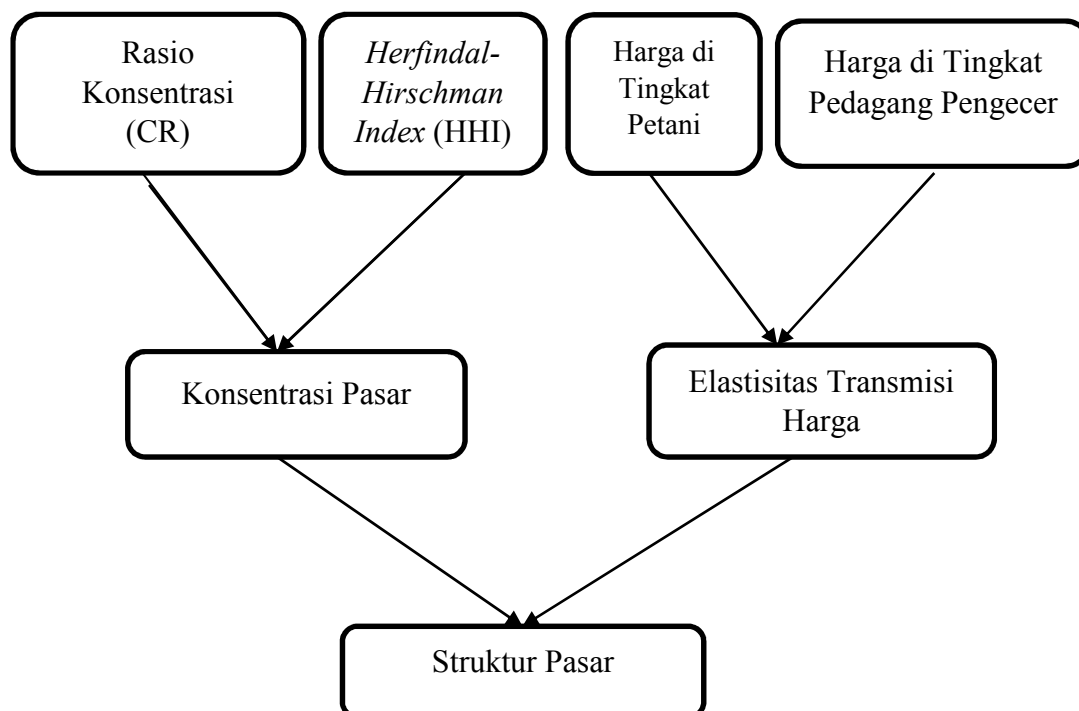 Rasio
Konsentrasi
(CR)
Herfindal-
Hirschman
Index (HHI)
Harga di
Tingkat
Petani
Harga di Tingkat
Pedagang Pengecer
Konsentrasi Pasar
Elastisitas Transmisi
Harga
Struktur Pasar